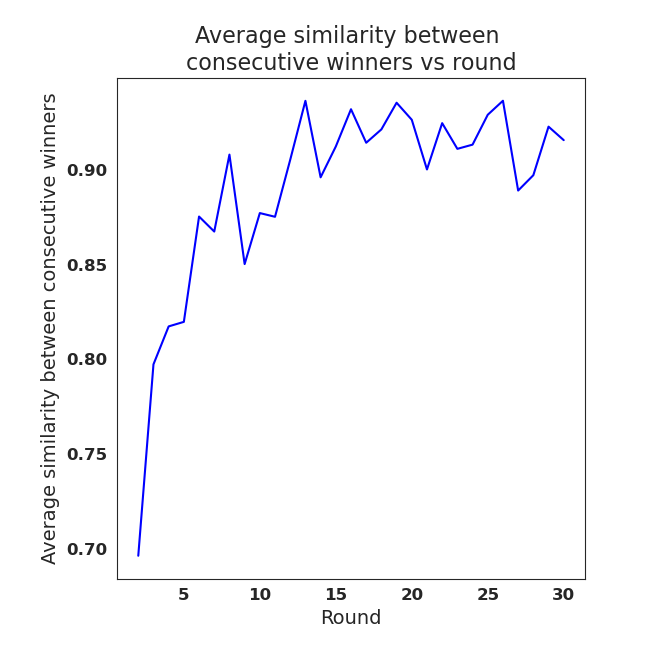 Average similarity between
consecutive winners vs round
Average similarity between consecutive winners
0.90
0.85
0.80
0.75
0.70
5 10 15 20 25 30
Round